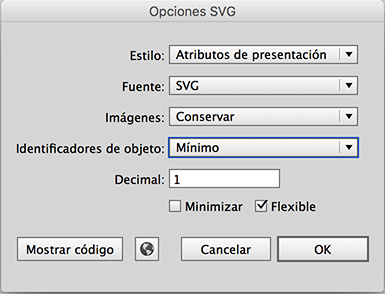 Opciones SVG
Estilo: Atributos de presentación
Fuente: SVG
Imágenes: Conservar
Identificadores de objeto: Mínimo
Decimal: 1
Minimizar Flexible
Mostrar código Cancelar OK